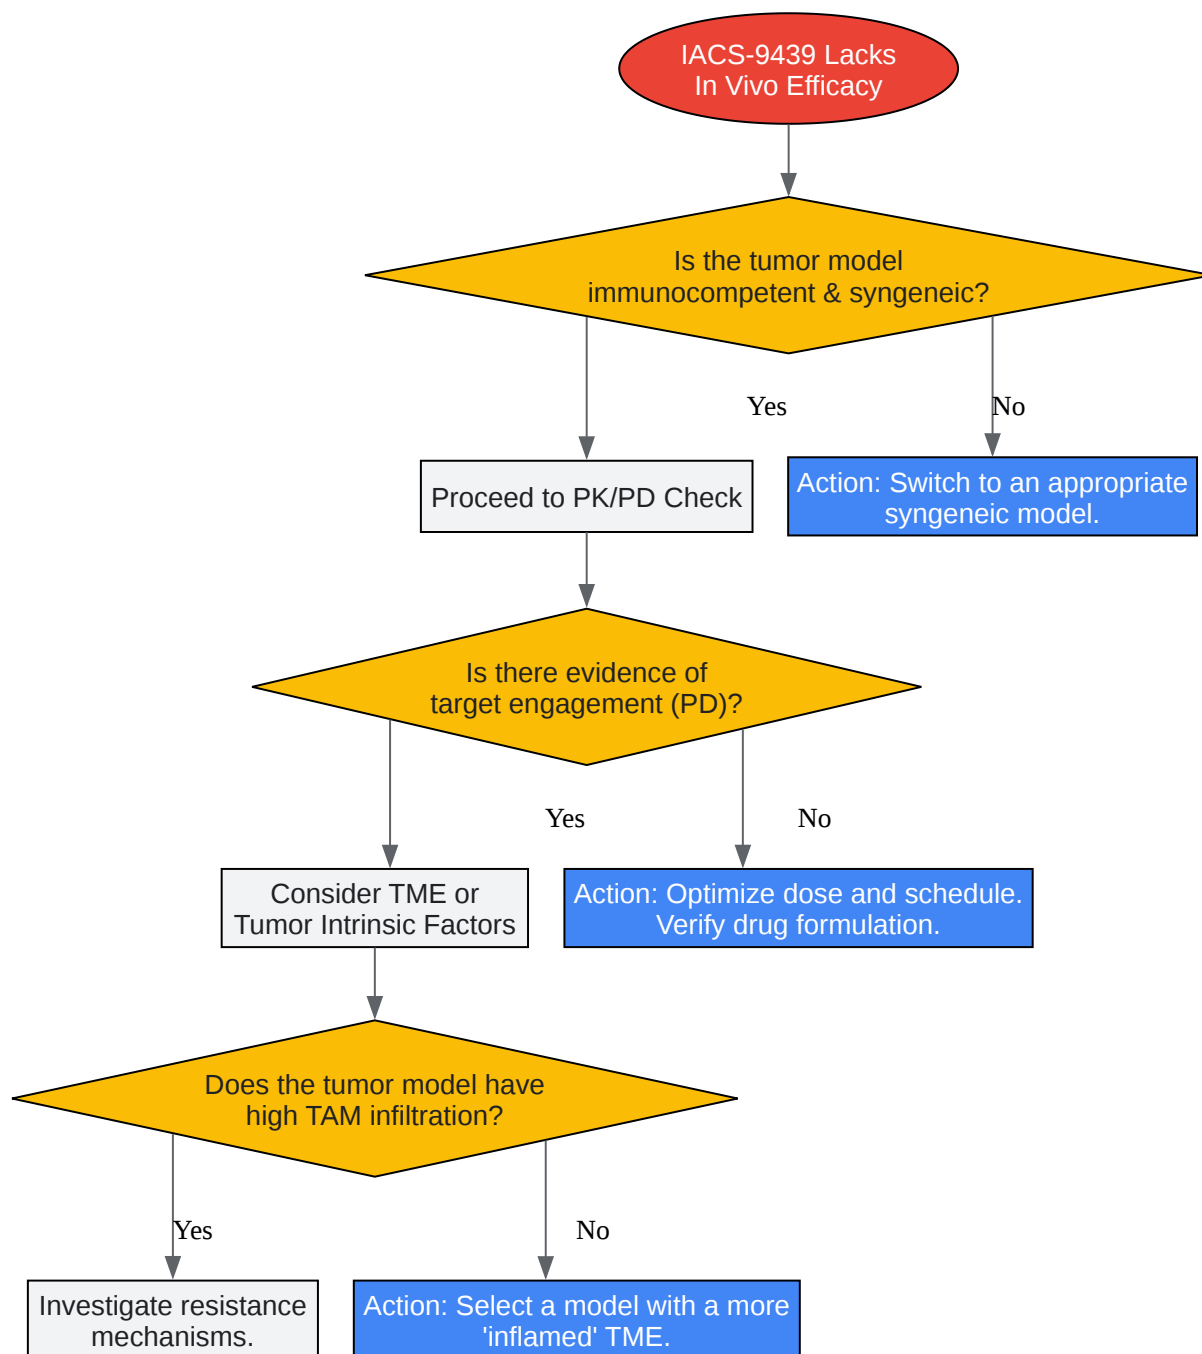 IACS-9439 Lacks
In Vivo Efficacy
Is the tumor model
immunocompetent & syngeneic?
Yes
No
Proceed to PK/PD Check
Action: Switch to an appropriate
syngeneic model.
Is there evidence of
target engagement (PD)?
Yes
No
Consider TME or
Tumor Intrinsic Factors
Action: Optimize dose and schedule.
Verify drug formulation.
Does the tumor model have
high TAM infiltration?
Yes
No
Investigate resistance
mechanisms.
Action: Select a model with a more
'inflamed' TME.